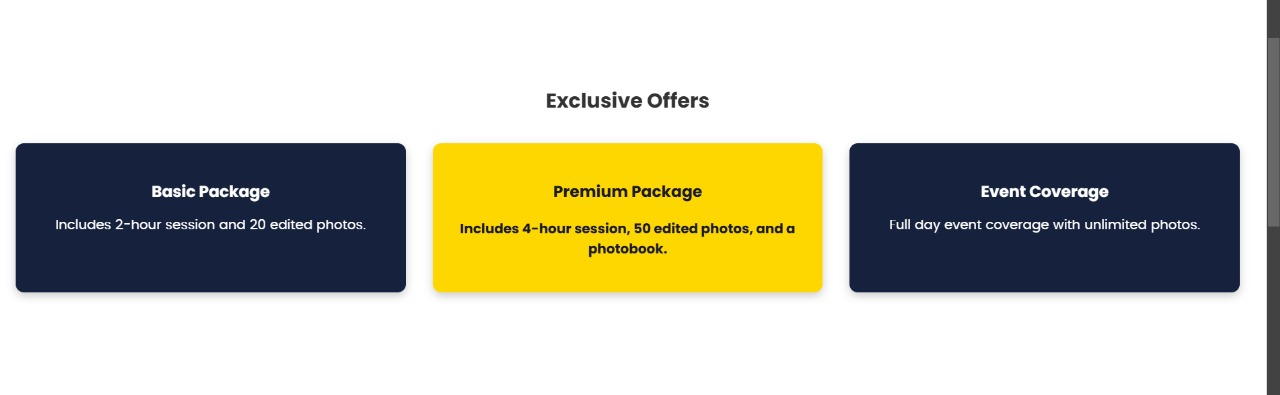 Exclusive Offers
Basic Package
Includes 2-hour session and 20 edited photos.
Premium Package
Includes 4-hour session, 50 edited photos, and a
photobook.
Event Coverage
Full day event coverage with unlimited photos.